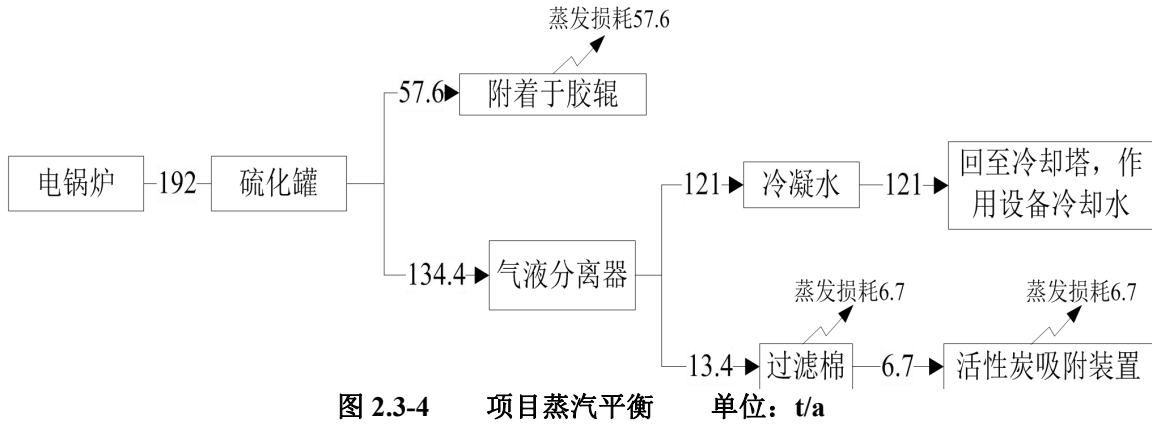 蒸发损耗57.6
57.6
附着于胶辊
电锅炉
192
硫化罐
121
冷凝水
121
回至冷却塔，作
用设备冷却水
134.4
气液分离器
蒸发损耗6.7
蒸发损耗6.7
13.4
过滤棉
6.7
活性炭吸附装置
图 2.3-4 项目蒸汽平衡 单位：t/a